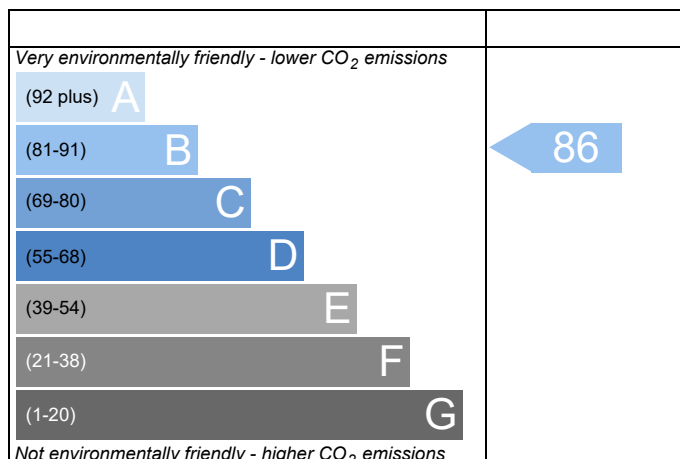 Very environmentally friendly - lower CO₂ emissions
(92 plus) A
(81-91) B 86
(69-80) C
(55-68) D
(39-54) E
(21-38) F
(1-20) G
Not environmentally friendly - higher CO₂ emissions